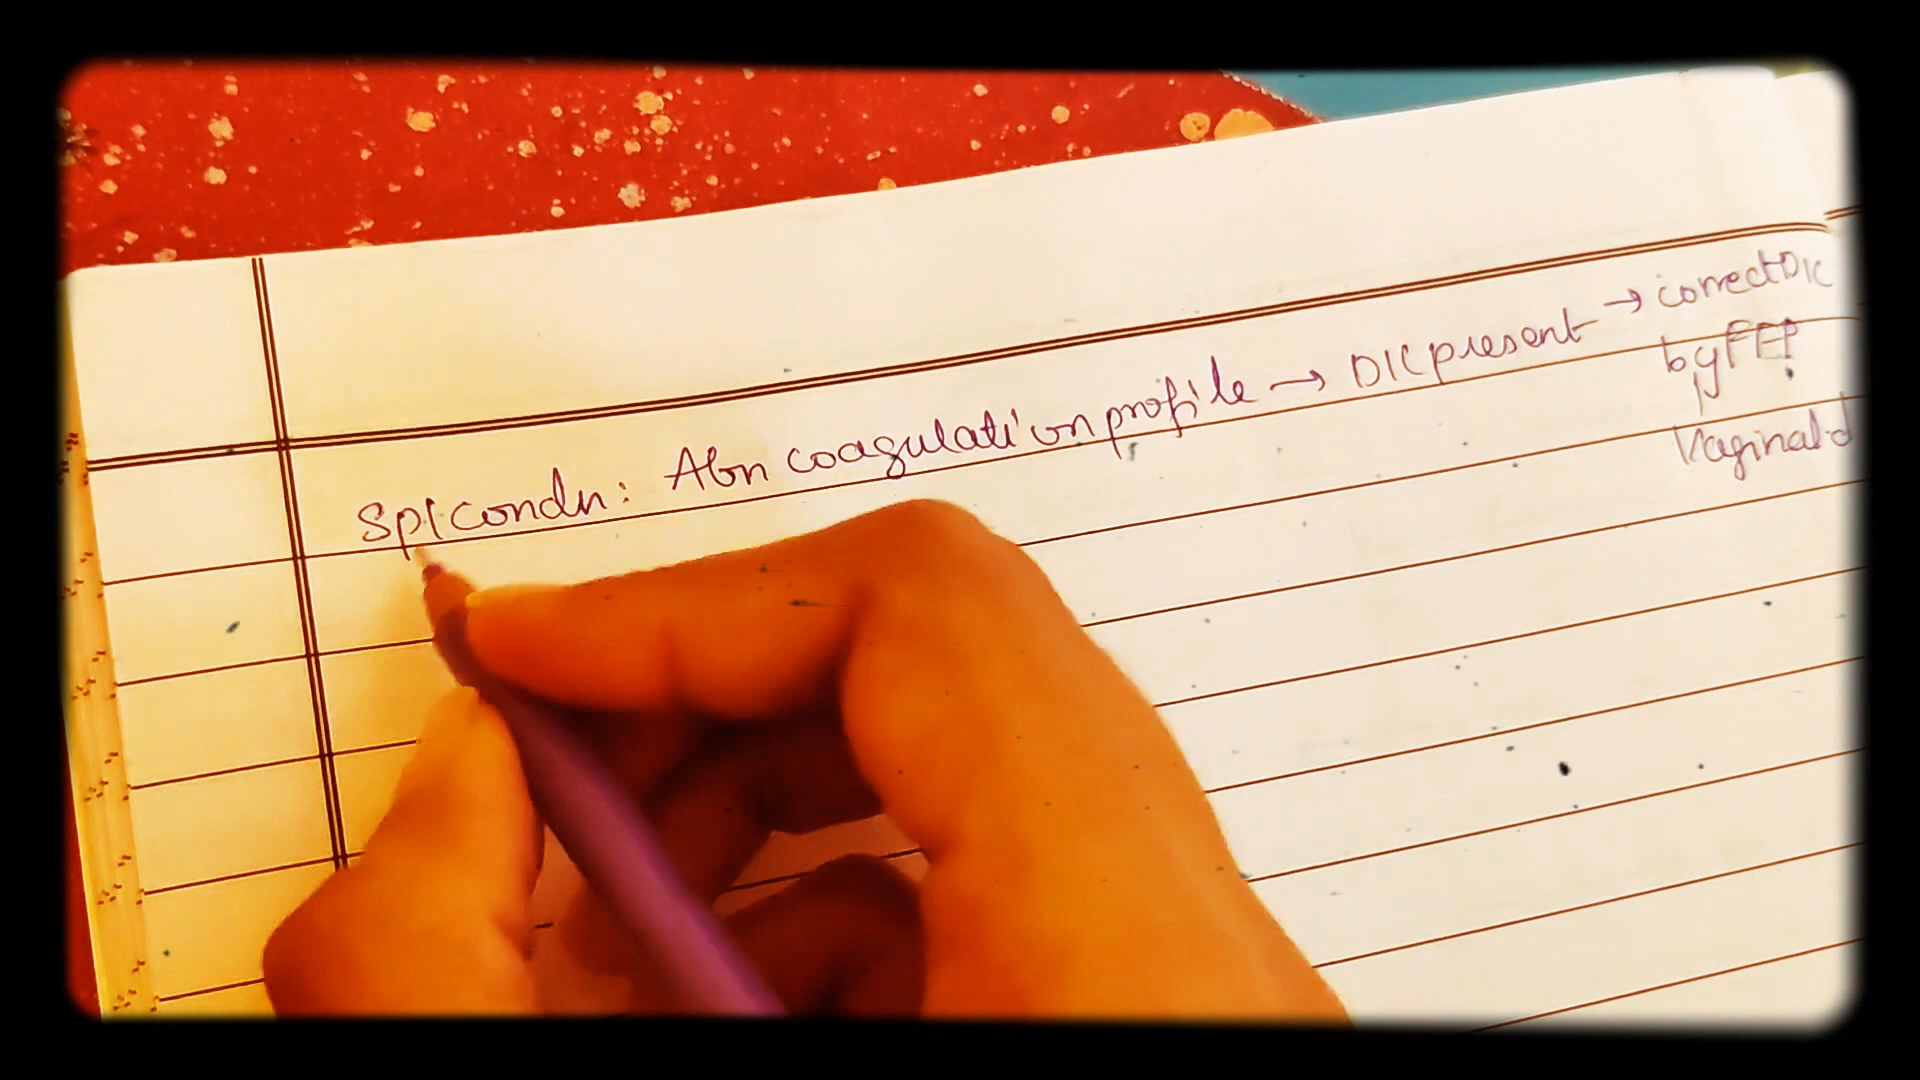 Spl condn: Abn coagulation profile → DIC present → correct DIC
by FFP
↓
Vaginal d